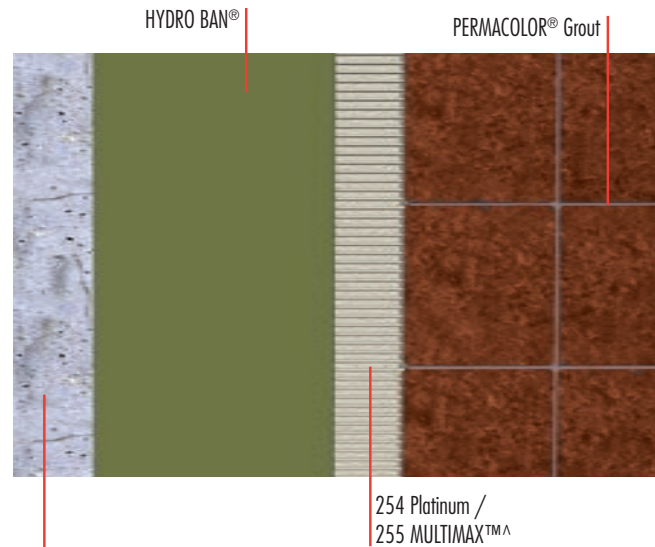 HYDRO BAN®
PERMACOLOR® Grout
254 Platinum /
255 MULTIMAX™^